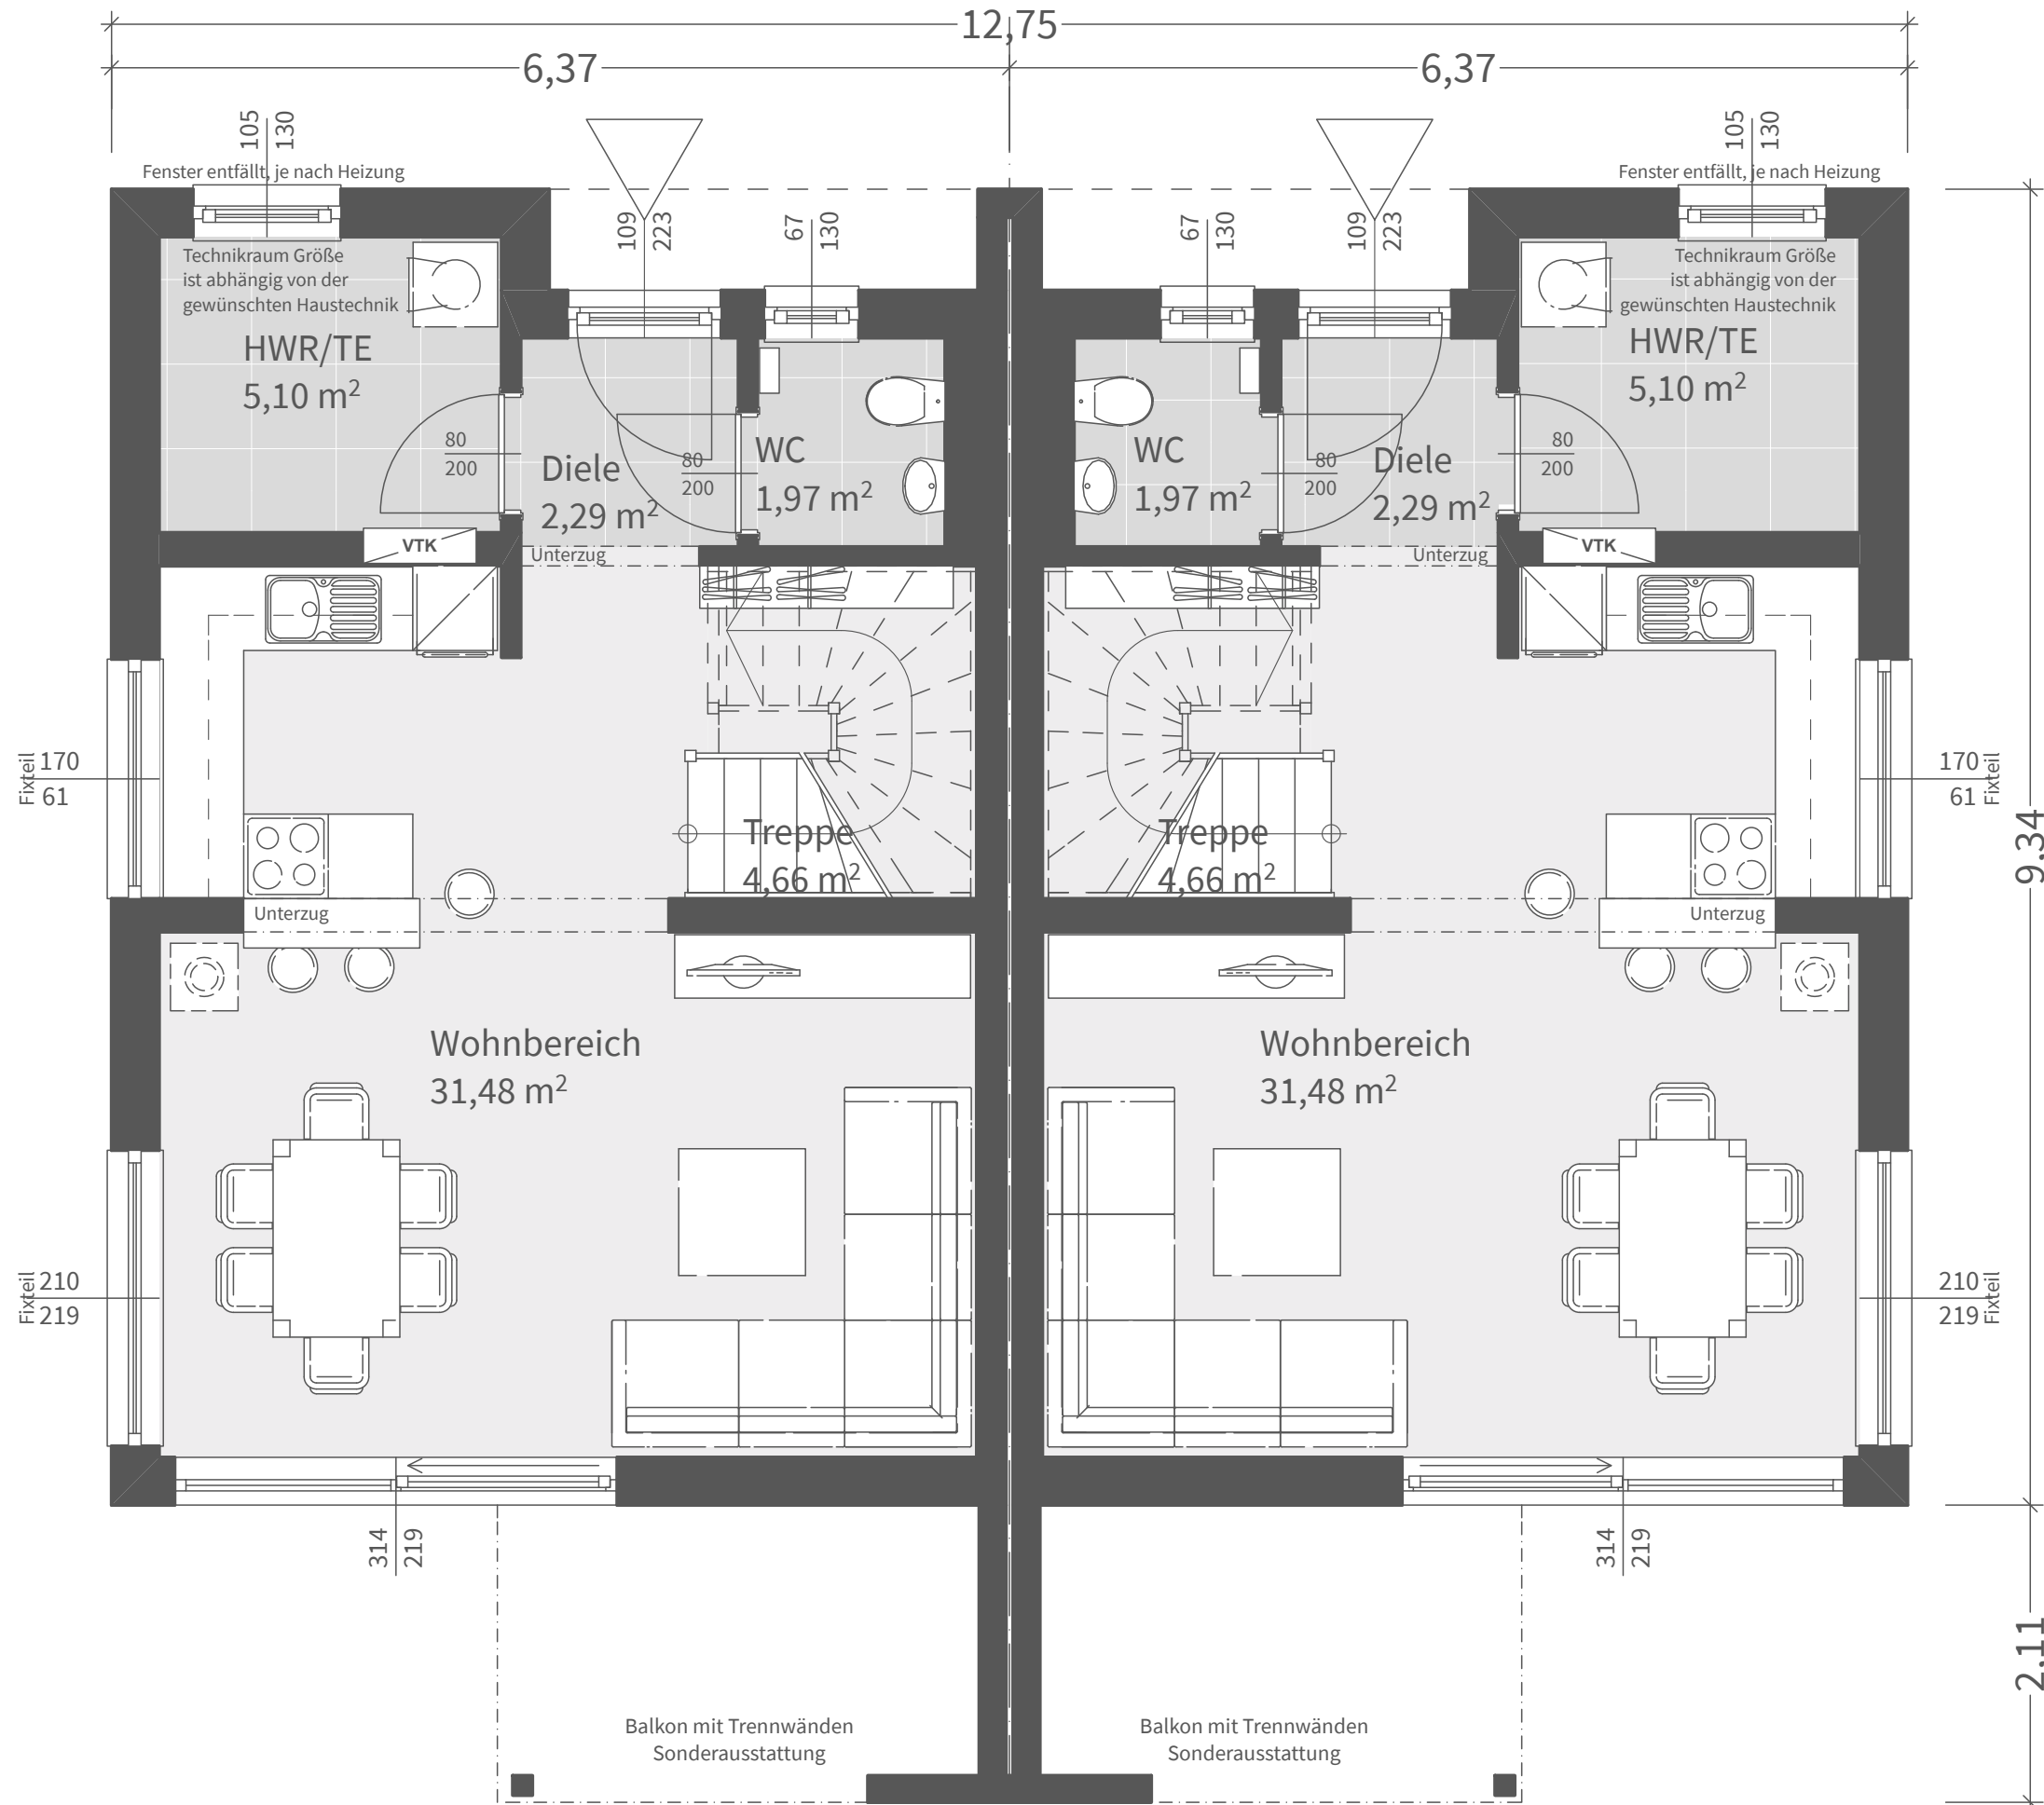 12,75
6,37
6,37
105
130
105
130
Fenster entfällt, je nach Heizung
Fenster entfällt, je nach Heizung
109
223
67
130
67
130
109
223
Technikraum Größe
ist abhängig von der
gewünschten Haustechnik
HWR/TE
5,10 m²
Technikraum Größe
ist abhängig von der
gewünschten Haustechnik
HWR/TE
5,10 m²
80
200
Diele
2,29 m²
80
200
WC
1,97 m²
WC
1,97 m²
80
200
Diele
2,29 m²
80
200
VTK
Unterzug
Unterzug
VTK
170
61
Fixteil
170
61
Fixteil
Treppe
4,66 m²
Treppe
4,66 m²
9,34
Unterzug
Unterzug
Wohnbereich
31,48 m²
Wohnbereich
31,48 m²
210
219
Fixteil
210
219
Fixteil
314
219
314
219
2,11
Balkon mit Trennwänden
Sonderausstattung
Balkon mit Trennwänden
Sonderausstattung